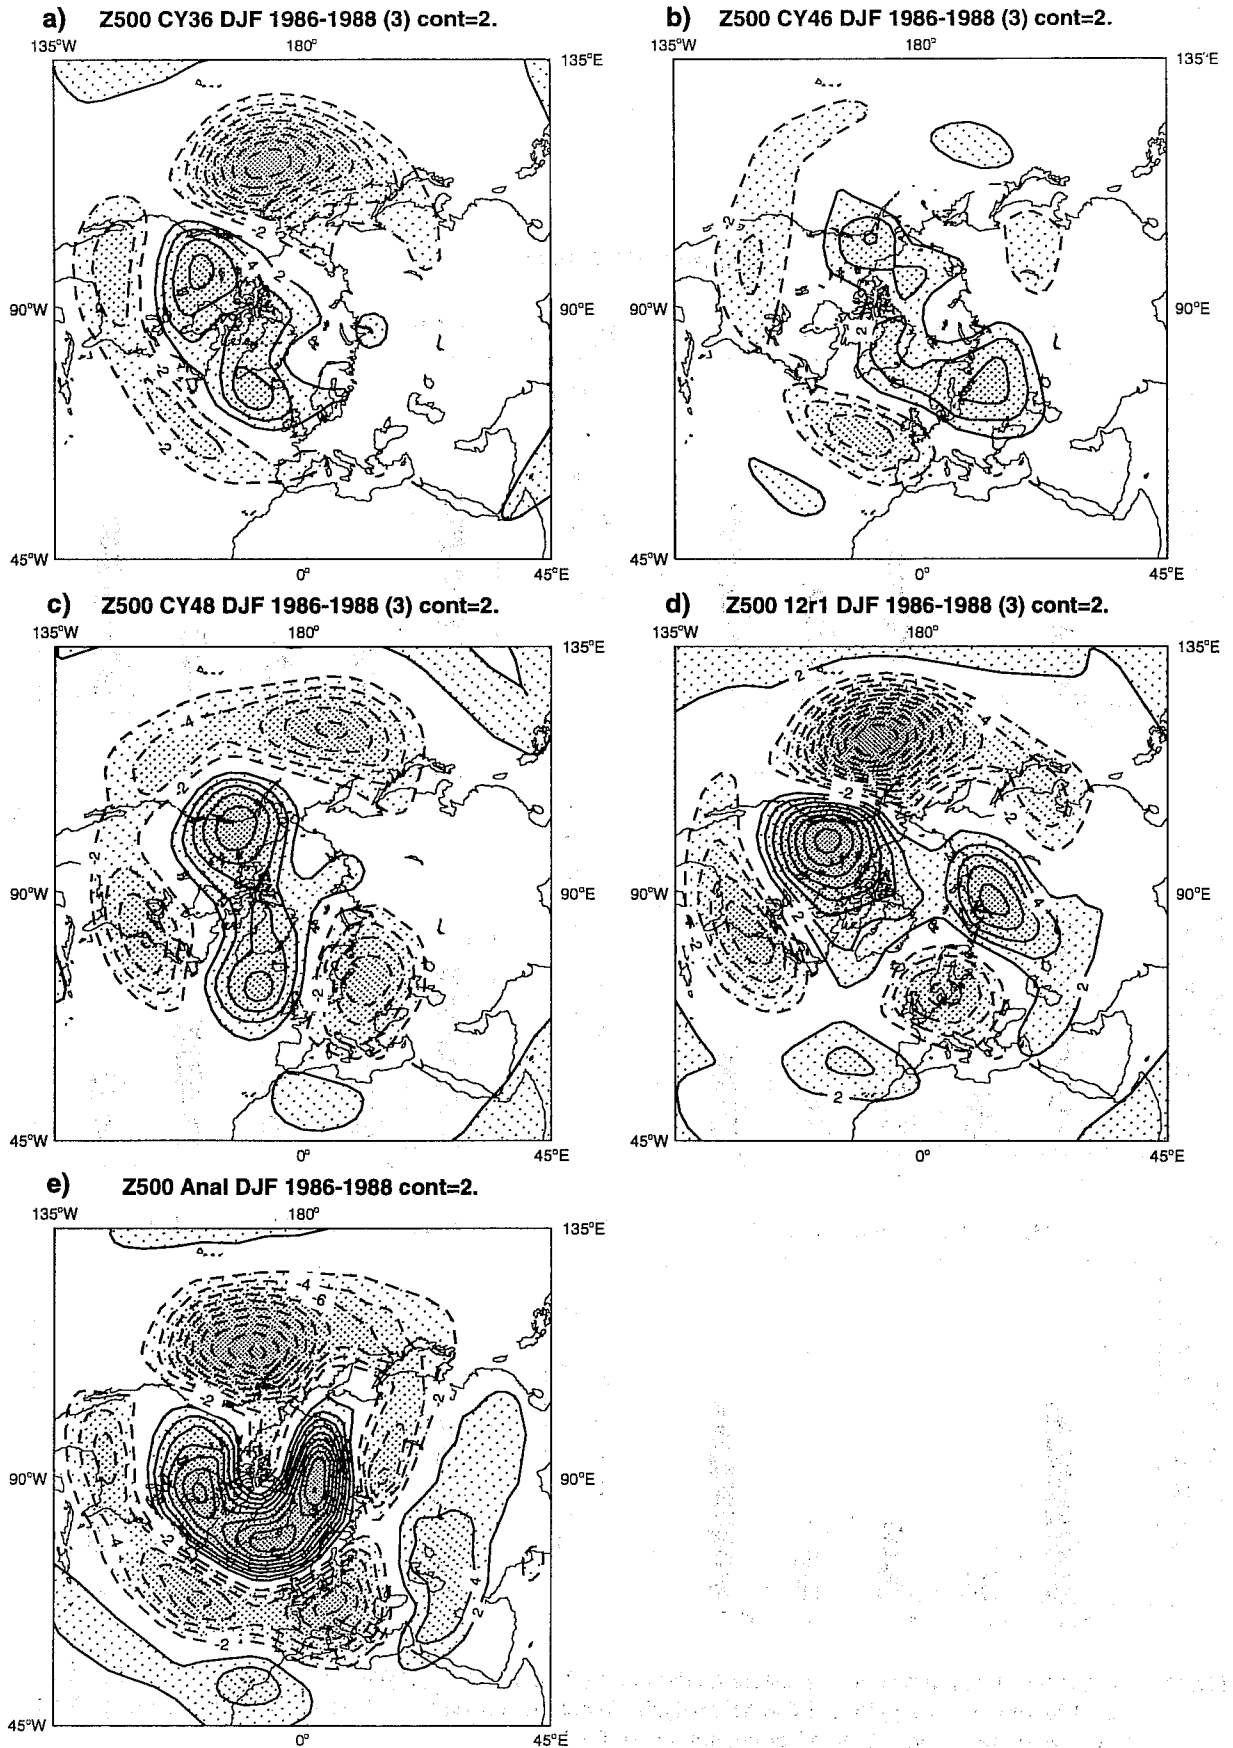 a) Z500 CY36 DJF 1986-1988 (3) cont=2.
135°W 180° 135°E
90°W 90°E
45°W 0° 45°E
b) Z500 CY46 DJF 1986-1988 (3) cont=2.
135°W 180° 135°E
90°W 90°E
45°W 0° 45°E
c) Z500 CY48 DJF 1986-1988 (3) cont=2.
135°W 180° 135°E
90°W 90°E
45°W 0° 45°E
d) Z500 12r1 DJF 1986-1988 (3) cont=2.
135°W 180° 135°E
90°W 90°E
45°W 0° 45°E
e) Z500 Anal DJF 1986-1988 cont=2.
135°W 180° 135°E
-4
-6
-2
90°W 90°E
45°W 0° 45°E